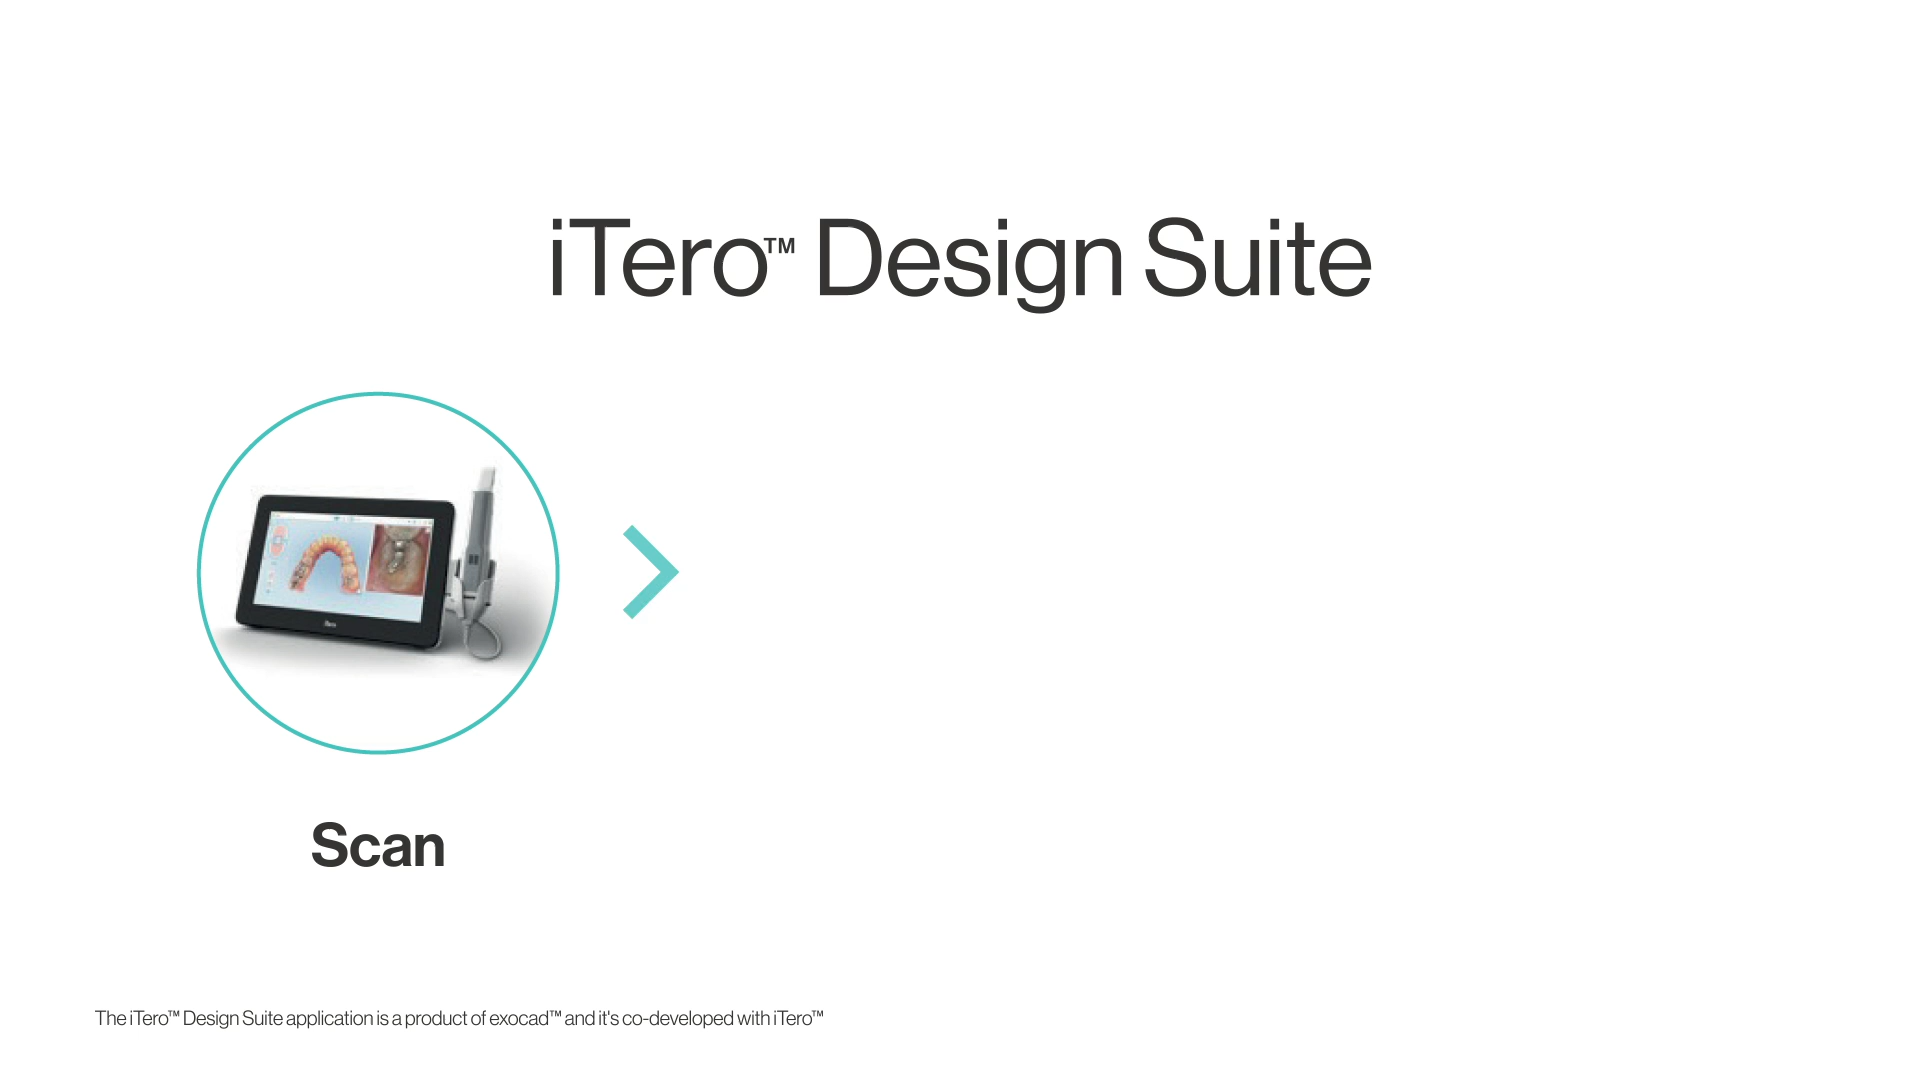 iTero™ Design Suite
iTero
Scan
The iTero™ Design Suite application is a product of exocad™ and it's co-developed with iTero™